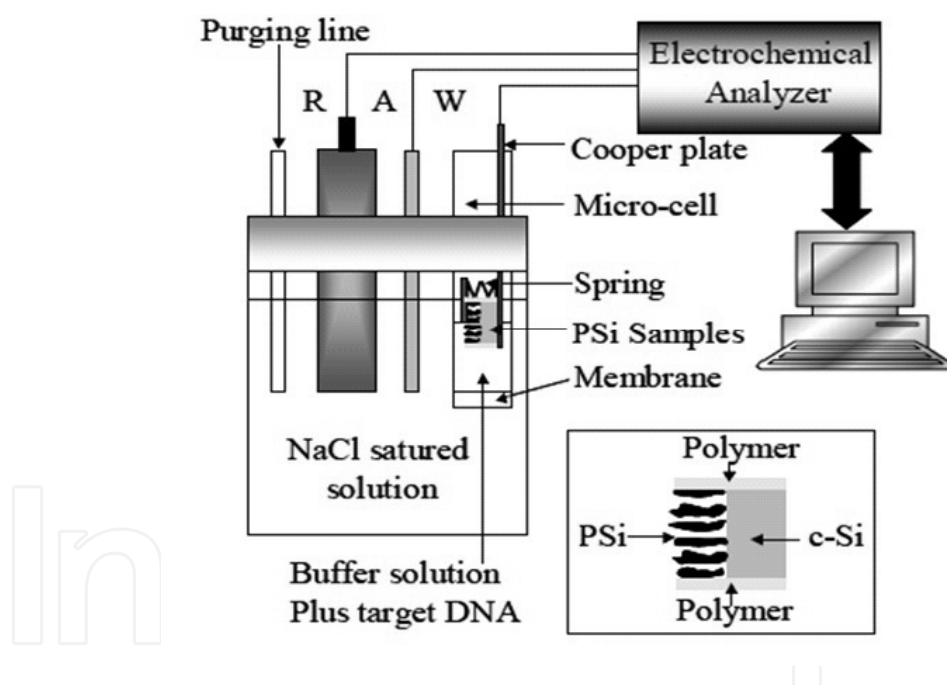 Purging line
R A W
Electrochemical
Analyzer
Cooper plate
Micro-cell
Spring
PSi Samples
Membrane
NaCl satured
solution
Buffer solution
Plus target DNA
Polymer
PSi
c-Si
Polymer
In